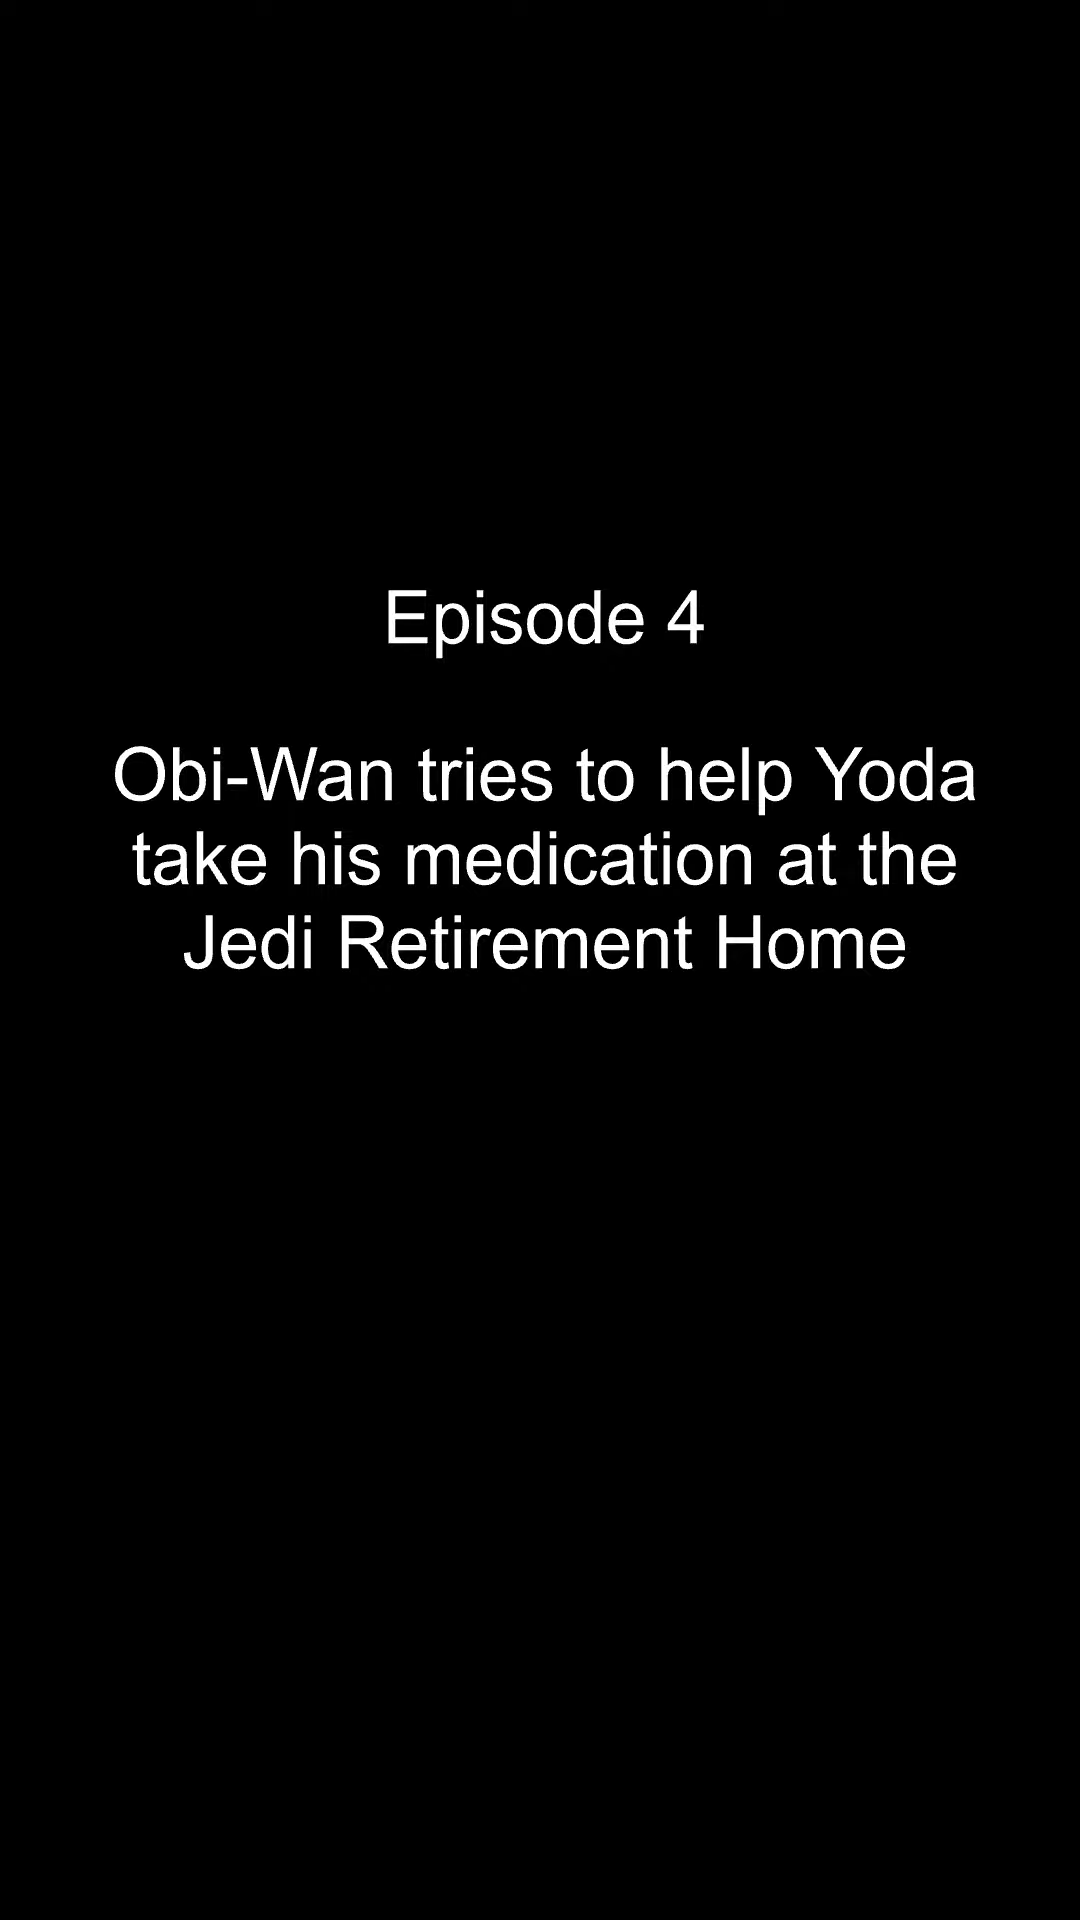 Episode 4
Obi-Wan tries to help Yoda
take his medication at the
Jedi Retirement Home